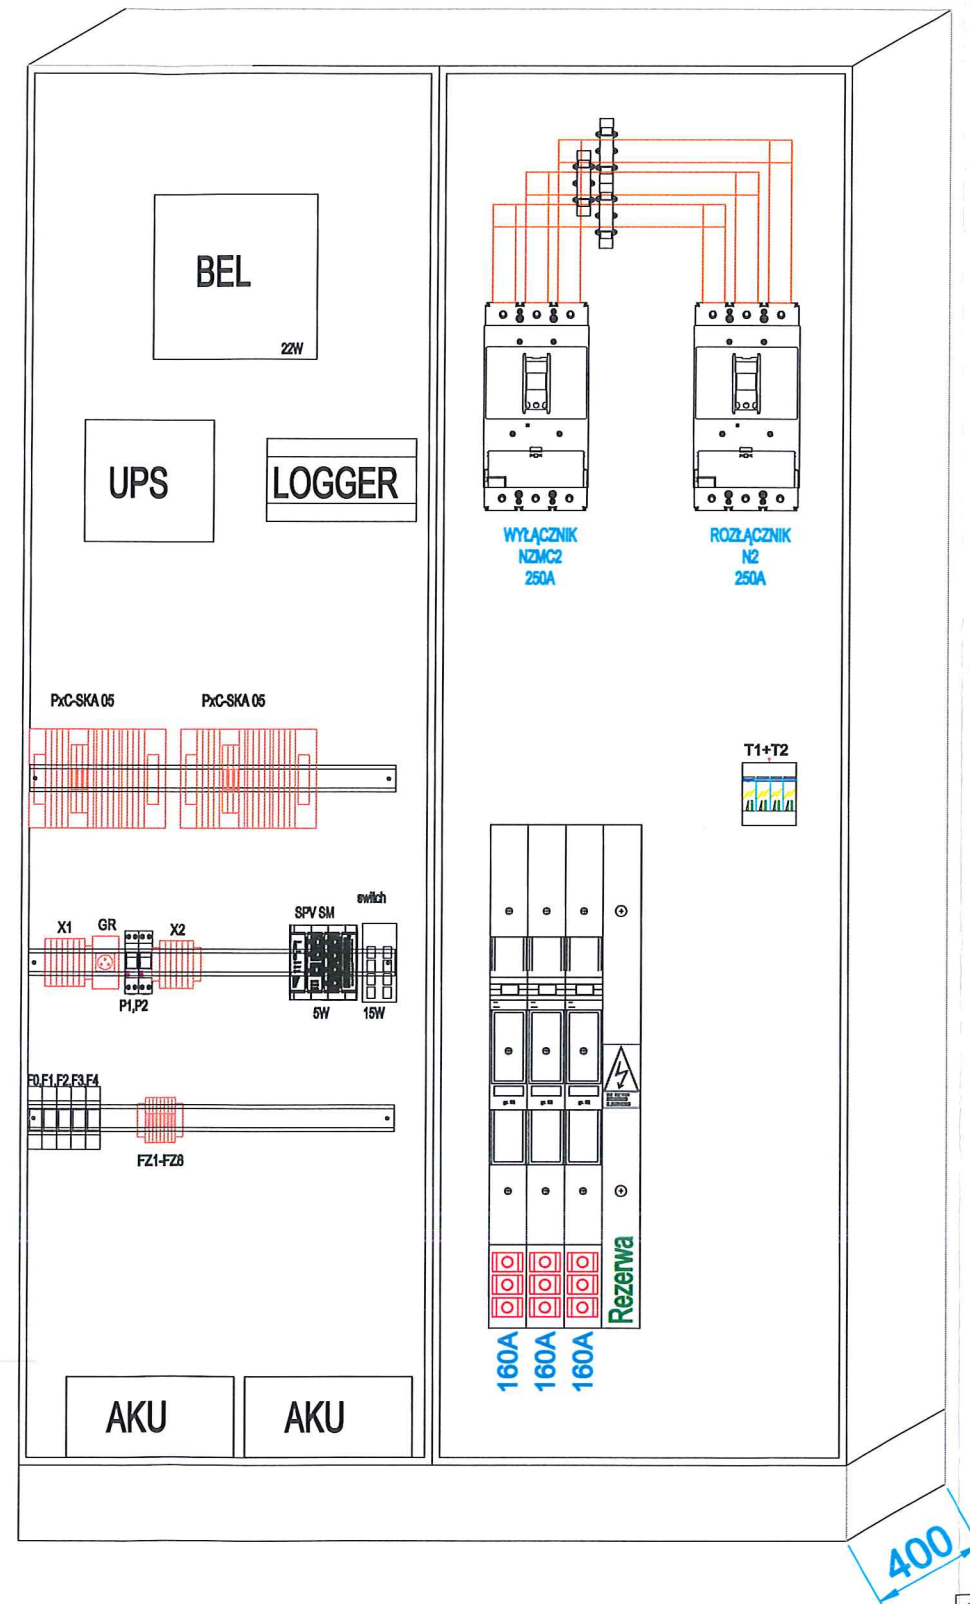 BEL
22W
UPS
LOGGER
WYŁĄCZNIK
NZMC2
250A
ROZŁĄCZNIK
N2
250A
PxC-SKA 05
PxC-SKA 05
T1+T2
X1
GR
X2
P1,P2
SPV SM
5W
switch
15W
F0,F1,F2,F3,F4
FZ1-FZ8
Rezerwa
160A
160A
160A
AKU
AKU
400